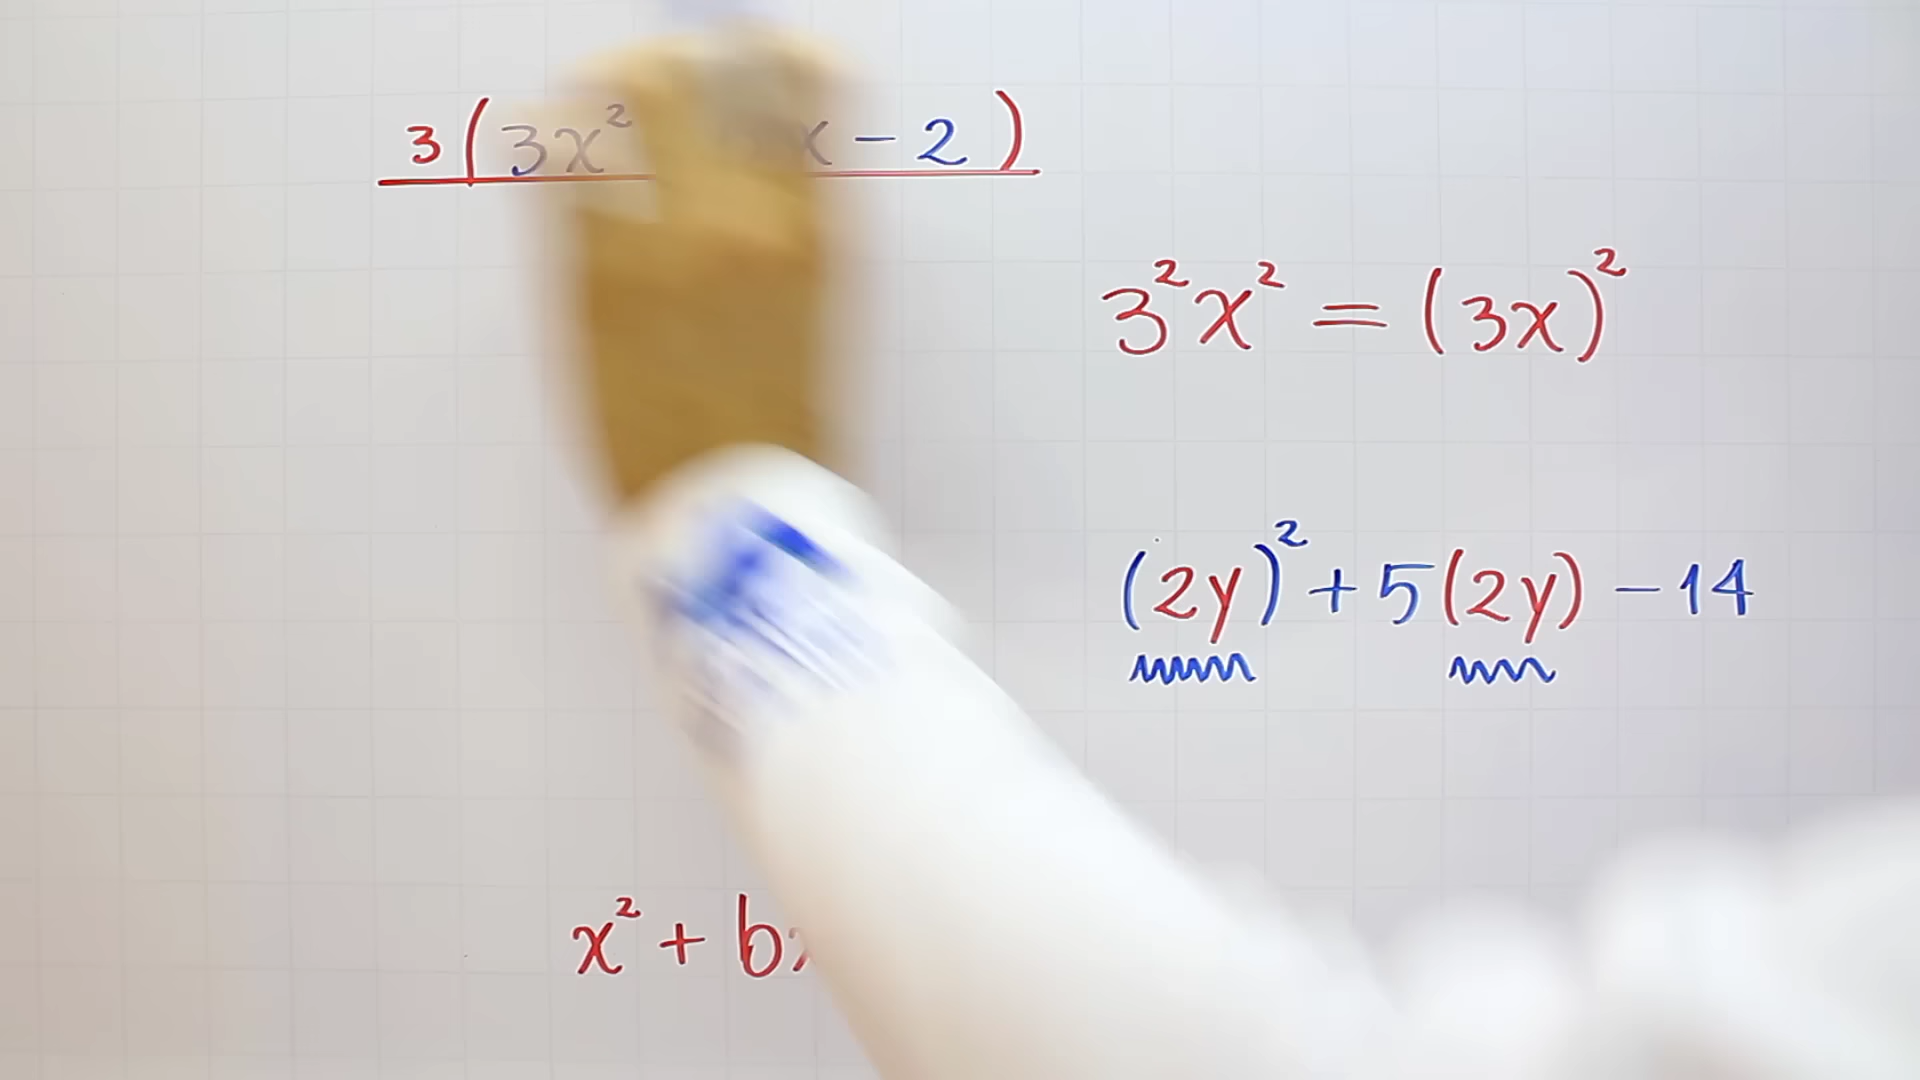 3(3x² x - 2)
3²x² = (3x)²
(2y)² + 5(2y) - 14
x² + b